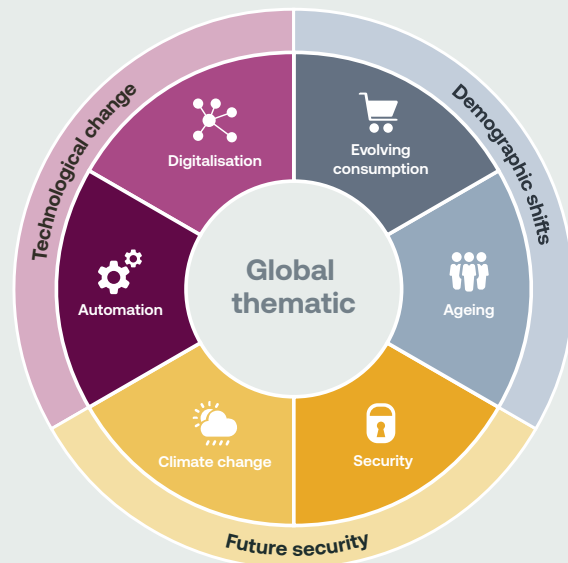 Technological change
Demographic shifts
Digitalisation
Evolving
consumption
Global
thematic
Automation
Ageing
Climate change
Security
Future security